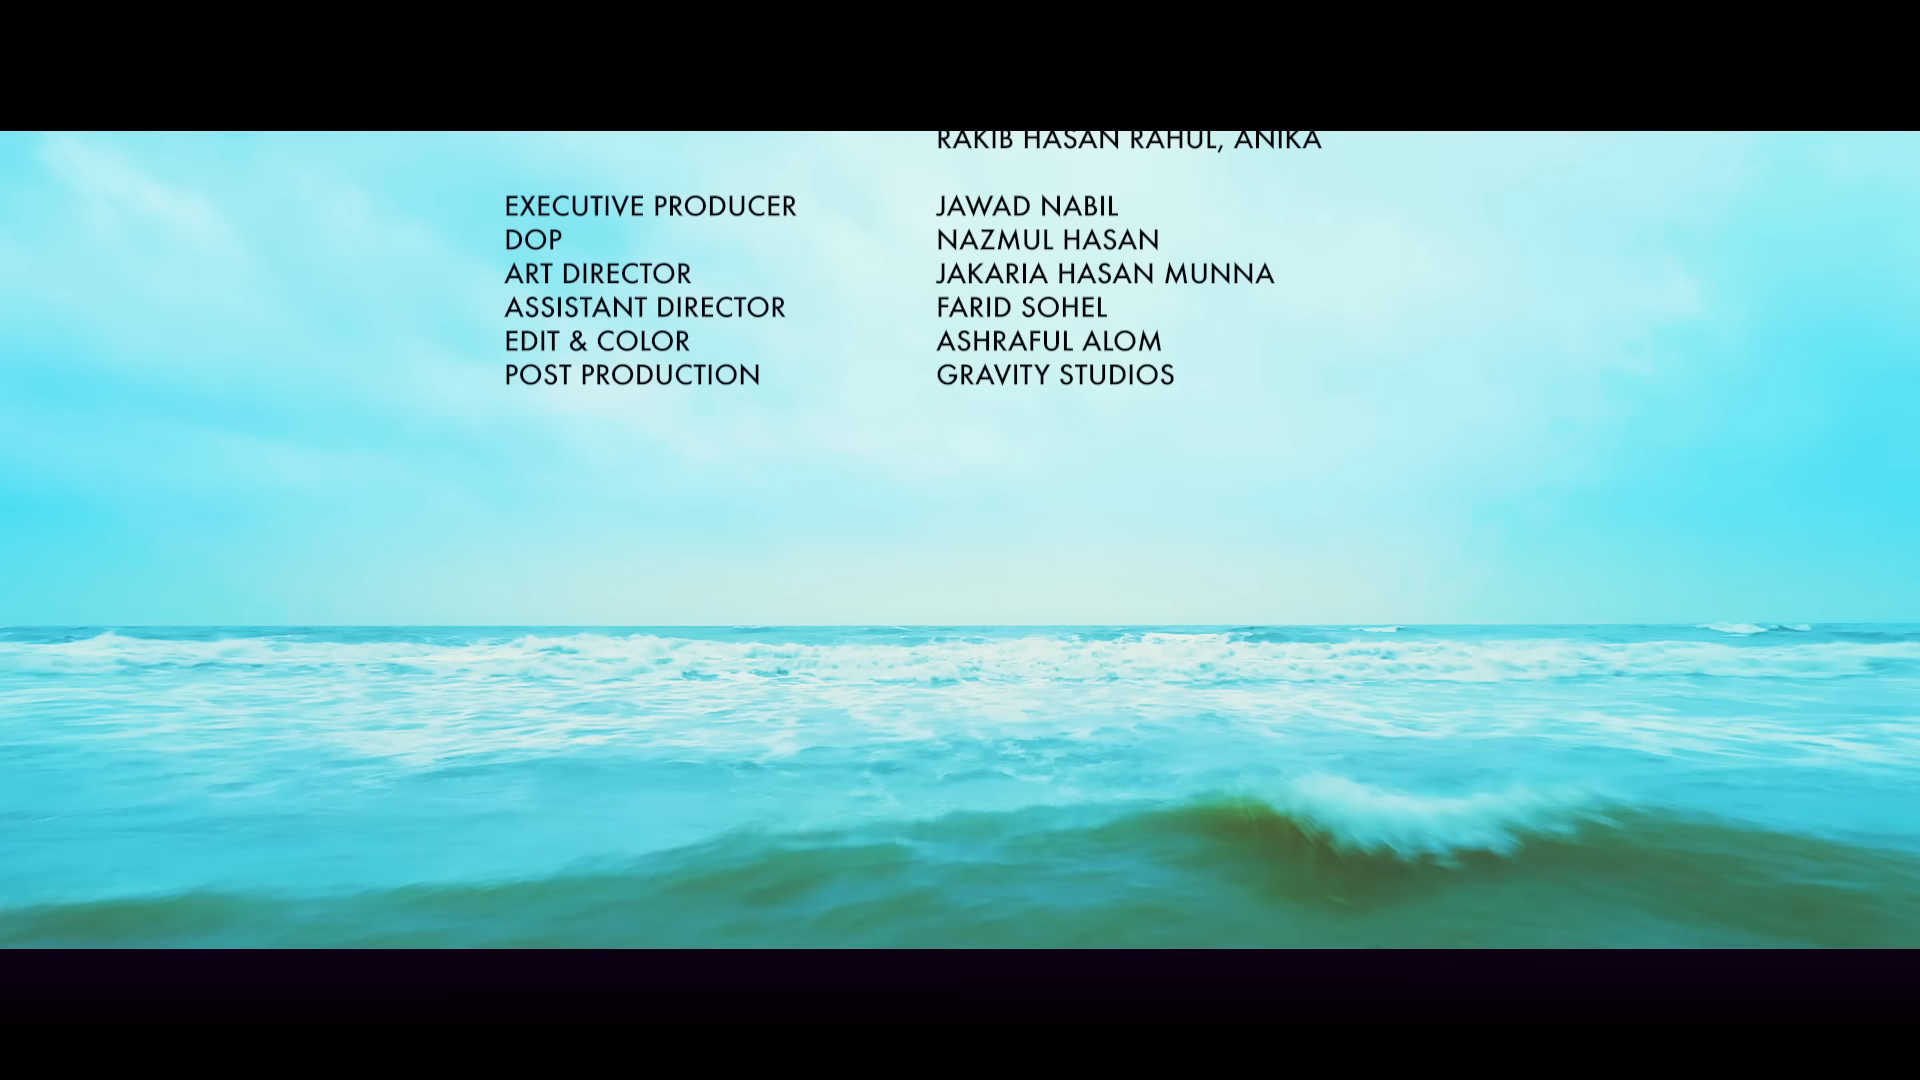 RAKIB HASAN RAHUL, ANIKA
EXECUTIVE PRODUCER JAWAD NABIL
DOP NAZMUL HASAN
ART DIRECTOR JAKARIA HASAN MUNNA
ASSISTANT DIRECTOR FARID SOHEL
EDIT & COLOR ASHRAFUL ALOM
POST PRODUCTION GRAVITY STUDIOS